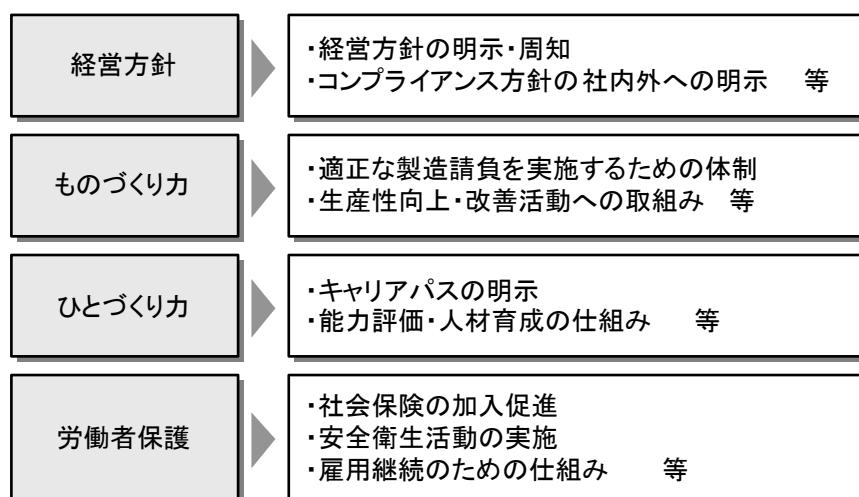 経営方針
・経営方針の明示・周知
・コンプライアンス方針の社内外への明示　等
ものづくり力
・適正な製造請負を実施するための体制
・生産性向上・改善活動への取組み　等
ひとづくり力
・キャリアパスの明示
・能力評価・人材育成の仕組み　等
労働者保護
・社会保険の加入促進
・安全衛生活動の実施
・雇用継続のための仕組み　等